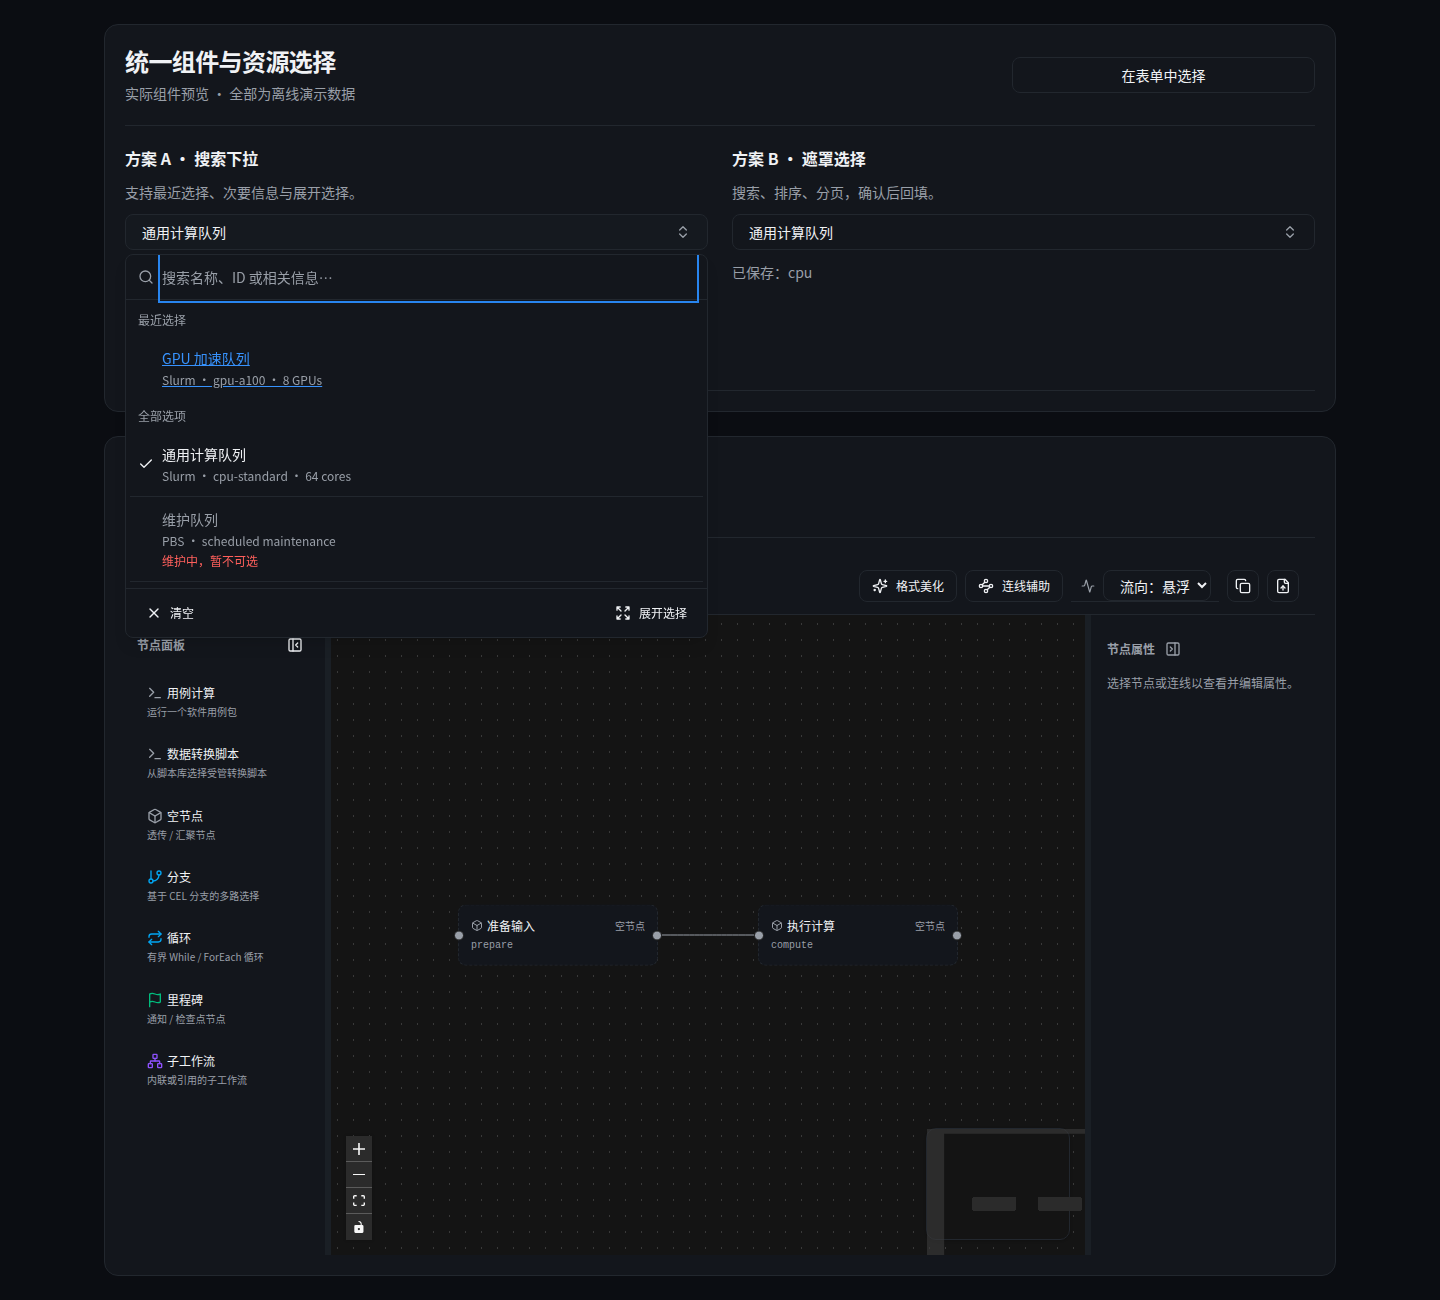 统一组件与资源选择
实际组件预览 · 全部为离线演示数据
在表单中选择
方案 A · 搜索下拉
支持最近选择、次要信息与展开选择。
通用计算队列
搜索名称、ID 或相关信息…
最近选择
GPU 加速队列
Slurm · gpu-a100 · 8 GPUs
全部选项
通用计算队列
Slurm · cpu-standard · 64 cores
维护队列
PBS · scheduled maintenance
维护中，暂不可选
清空
展开选择
方案 B · 遮罩选择
搜索、排序、分页，确认后回填。
通用计算队列
已保存：cpu
格式美化
连线辅助
流向：悬浮
节点面板
用例计算
运行一个软件用例包
数据转换脚本
从脚本库选择受管转换脚本
空节点
透传 / 汇聚节点
分支
基于 CEL 分支的多路选择
循环
有界 While / ForEach 循环
里程碑
通知 / 检查点节点
子工作流
内联或引用的子工作流
准备输入
空节点
prepare
执行计算
空节点
compute
节点属性
选择节点或连线以查看并编辑属性。